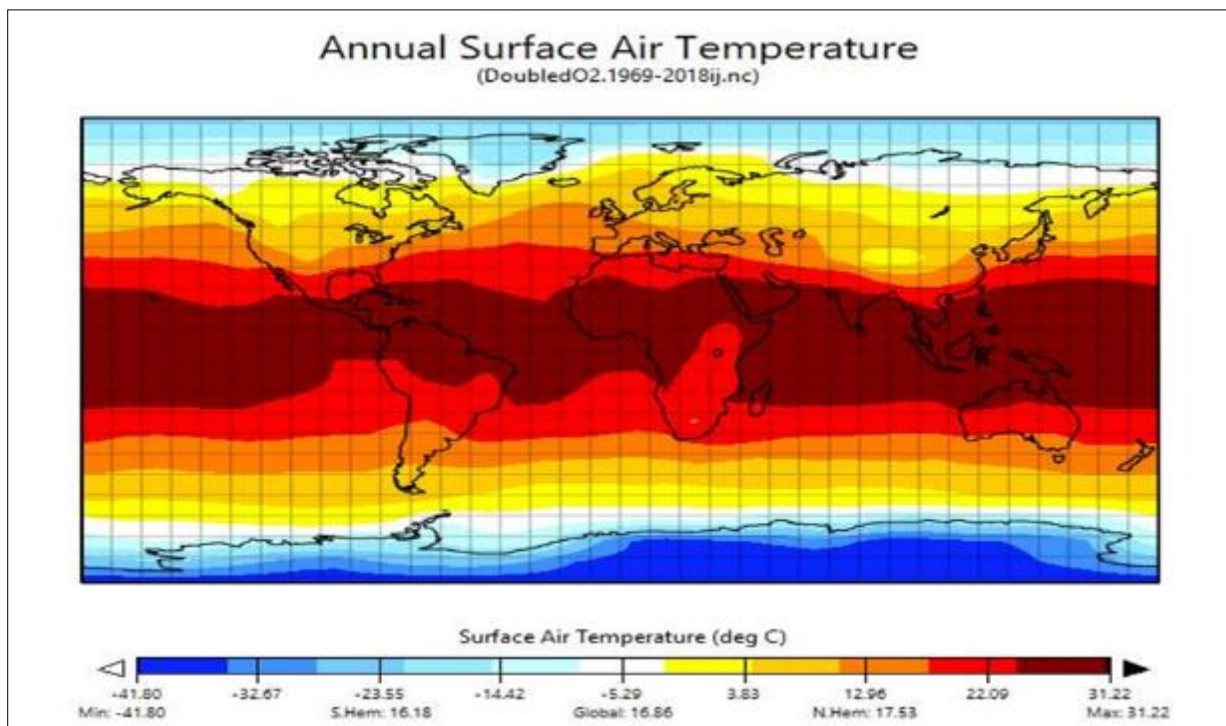 Annual Surface Air Temperature
(DoubledO2.1969-2018ij.nc)
Surface Air Temperature (deg C)
-41.80 -32.67 -23.55 -14.42 -5.29 3.83 12.96 22.09 31.22
Min: -41.80 S.Hem: 16.18 Global: 16.86 N.Hem: 17.53 Max: 31.22